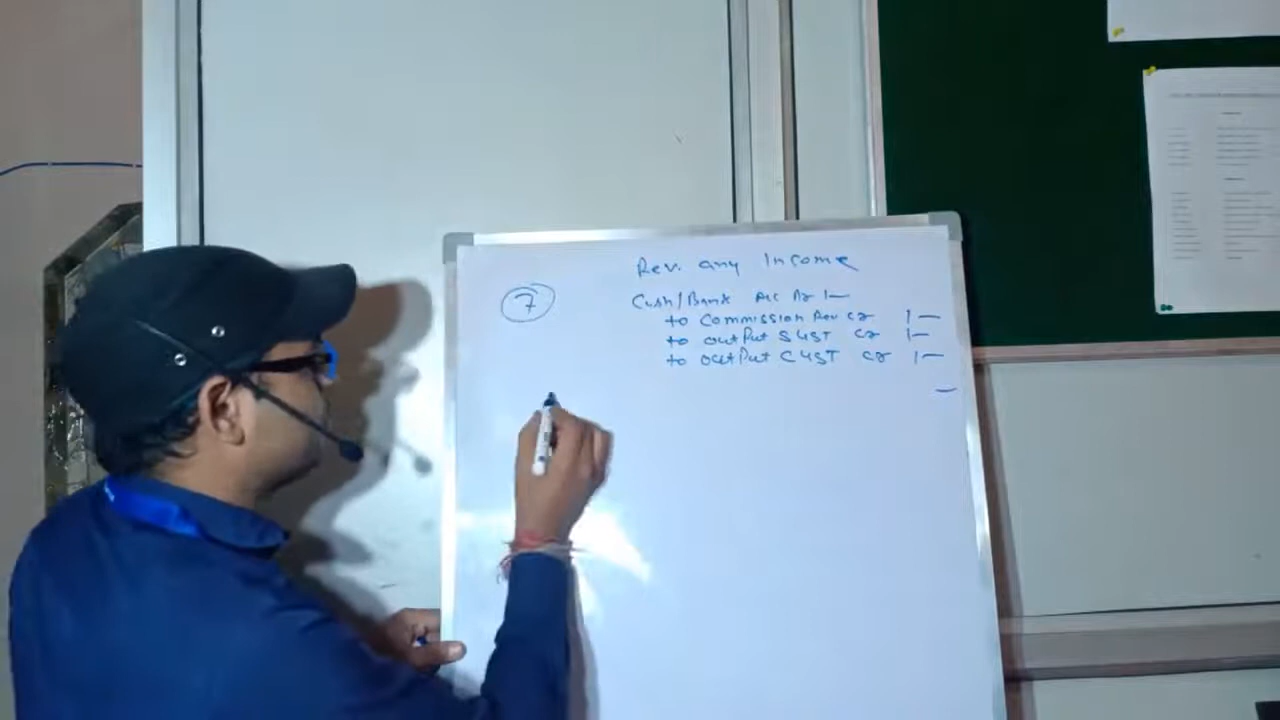 Rev. any Income
7
Cash/Bank A/c Dr 1—
to Commission Rev Cr 1—
to output SGST Cr 1—
to output CGST Cr 1—